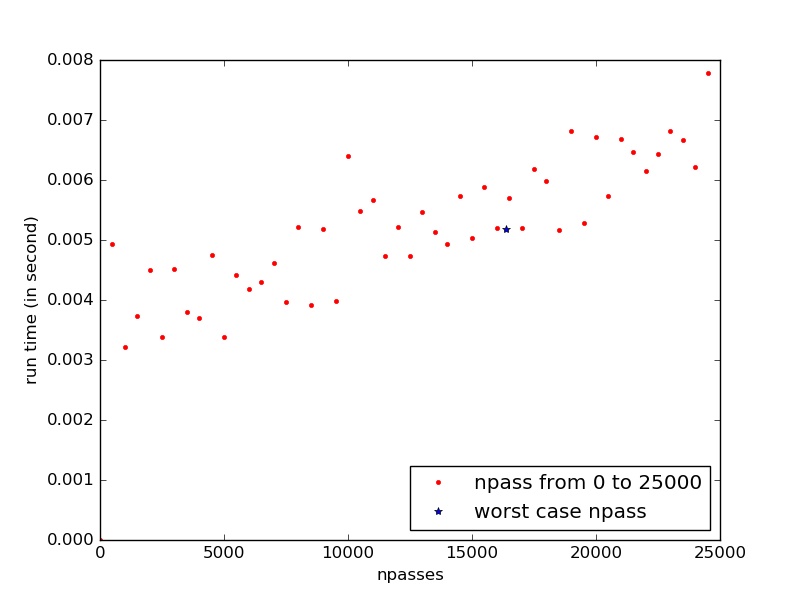 0.008
0.007
0.006
0.005
0.004
0.003
0.002
0.001
0.000
run time (in second)
npass from 0 to 25000
worst case npass
0 5000 10000 15000 20000 25000
npasses